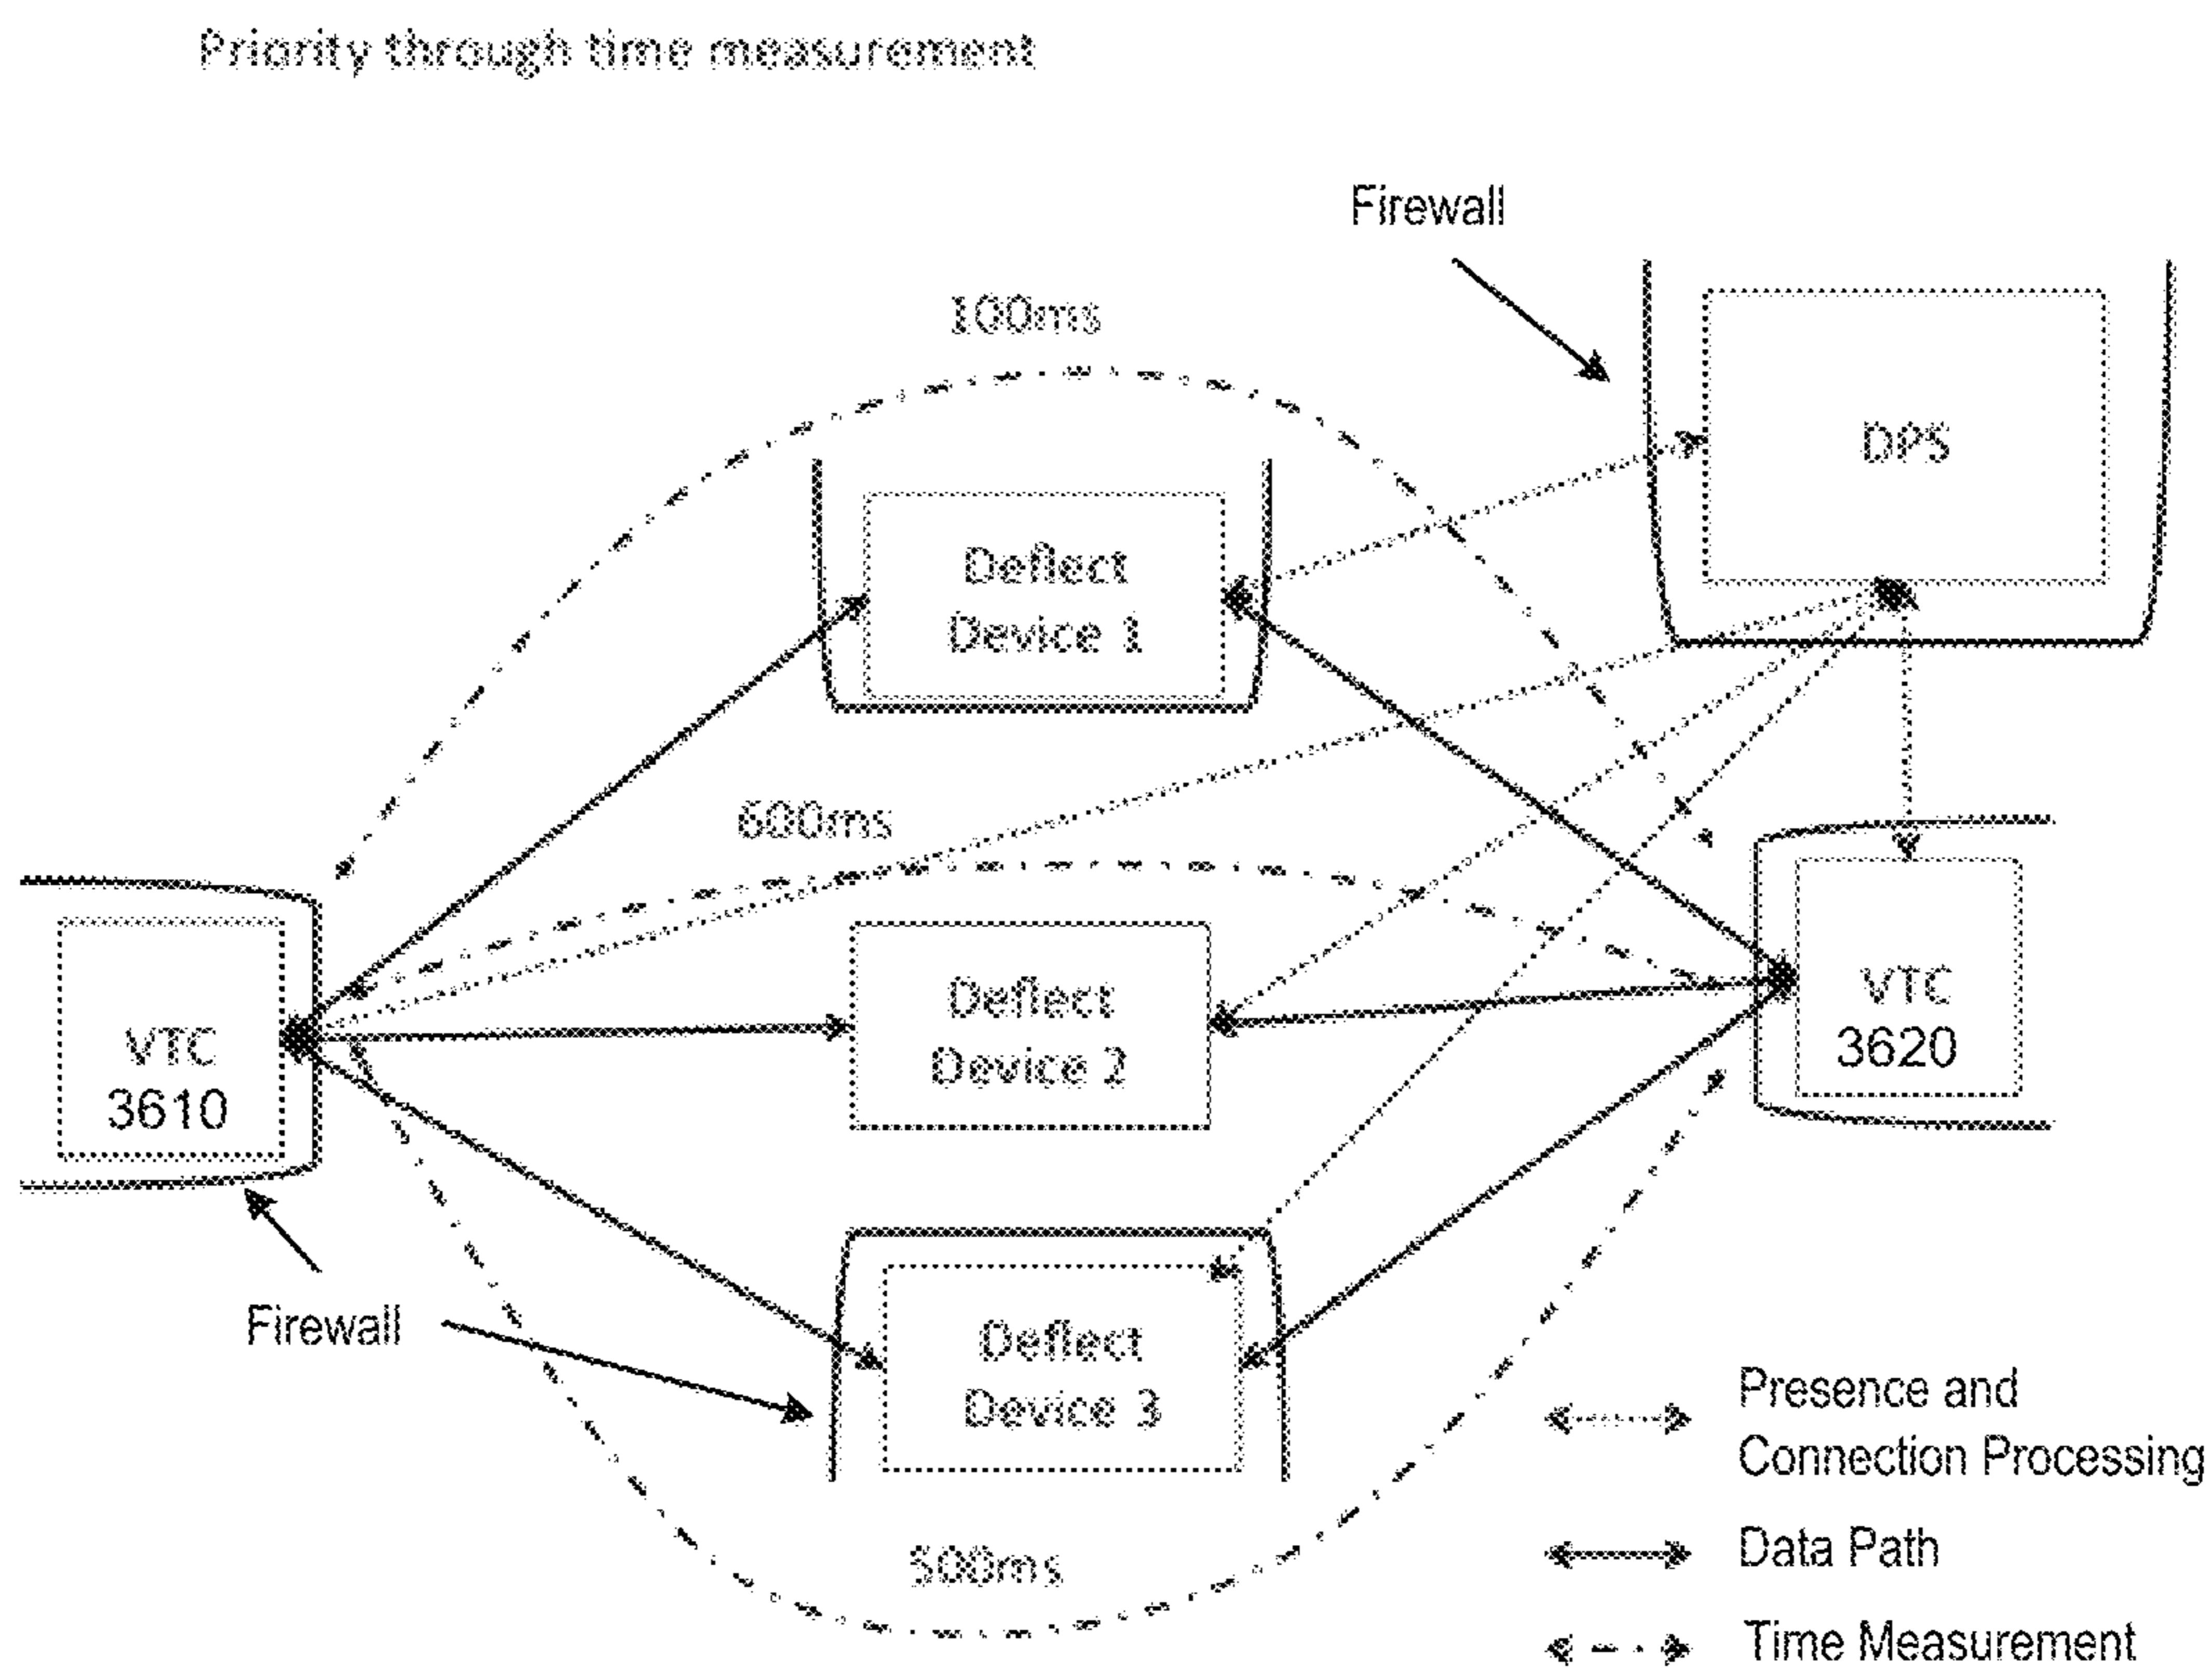 Priority through time measurement
Firewall
100ms
DPS
Deflect
Device 1
600ms
Deflect
Device 2
VTC
3610
VTC
3620
Firewall
Deflect
Device 3
500ms
Presence and
Connection Processing
Data Path
Time Measurement